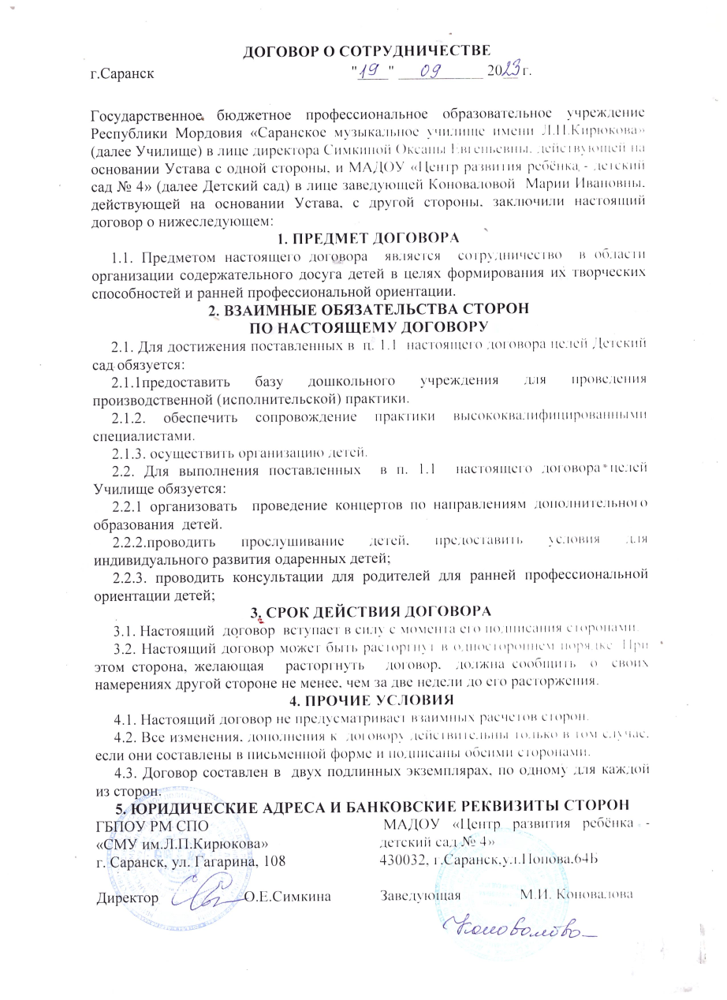 ДОГОВОР О СОТРУДНИЧЕСТВЕ
г.Саранск "19" 09 2023 г.
Государственное бюджетное профессиональное образовательное учреждение
Республики Мордовия «Саранское музыкальное училище имени Л.П.Кирюкова»
(далее Училище) в лице директора Симкиной Оксаны Евгеньевны, действующей на
основании Устава с одной стороны, и МАДОУ «Центр развития ребёнка - детский
сад № 4» (далее Детский сад) в лице заведующей Коноваловой Марии Ивановны,
действующей на основании Устава, с другой стороны, заключили настоящий
договор о нижеследующем:
1. ПРЕДМЕТ ДОГОВОРА
1.1. Предметом настоящего договора является сотрудничество в области
организации содержательного досуга детей в целях формирования их творческих
способностей и ранней профессиональной ориентации.
2. ВЗАИМНЫЕ ОБЯЗАТЕЛЬСТВА СТОРОН
ПО НАСТОЯЩЕМУ ДОГОВОРУ
2.1. Для достижения поставленных в п. 1.1 настоящего договора целей Детский
сад обязуется:
2.1.1предоставить базу дошкольного учреждения для проведения
производственной (исполнительской) практики.
2.1.2. обеспечить сопровождение практики высококвалифицированными
специалистами.
2.1.3. осуществить организацию детей.
2.2. Для выполнения поставленных в п. 1.1 настоящего договора целей
Училище обязуется:
2.2.1 организовать проведение концертов по направлениям дополнительного
образования детей.
2.2.2.проводить прослушивание детей, предоставить условия для
индивидуального развития одаренных детей;
2.2.3. проводить консультации для родителей для ранней профессиональной
ориентации детей;
3. СРОК ДЕЙСТВИЯ ДОГОВОРА
3.1. Настоящий договор вступает в силу с момента его подписания сторонами.
3.2. Настоящий договор может быть расторгнут в одностороннем порядке. При
этом сторона, желающая расторгнуть договор, должна сообщить о своих
намерениях другой стороне не менее, чем за две недели до его расторжения.
4. ПРОЧИЕ УСЛОВИЯ
4.1. Настоящий договор не предусматривает взаимных расчетов сторон.
4.2. Все изменения, дополнения к договору действительны только в том случае,
если они составлены в письменной форме и подписаны обеими сторонами.
4.3. Договор составлен в двух подлинных экземплярах, по одному для каждой
из сторон.
5. ЮРИДИЧЕСКИЕ АДРЕСА И БАНКОВСКИЕ РЕКВИЗИТЫ СТОРОН
ГБПОУ РМ СПО
«СМУ им.Л.П.Кирюкова»
г. Саранск, ул. Гагарина, 108
Директор О.Е.Симкина
МАДОУ «Центр развития ребёнка -
детский сад № 4»
430032, г.Саранск,ул.Попова,64Б
Заведующая М.И. Коновалова
Коновалова